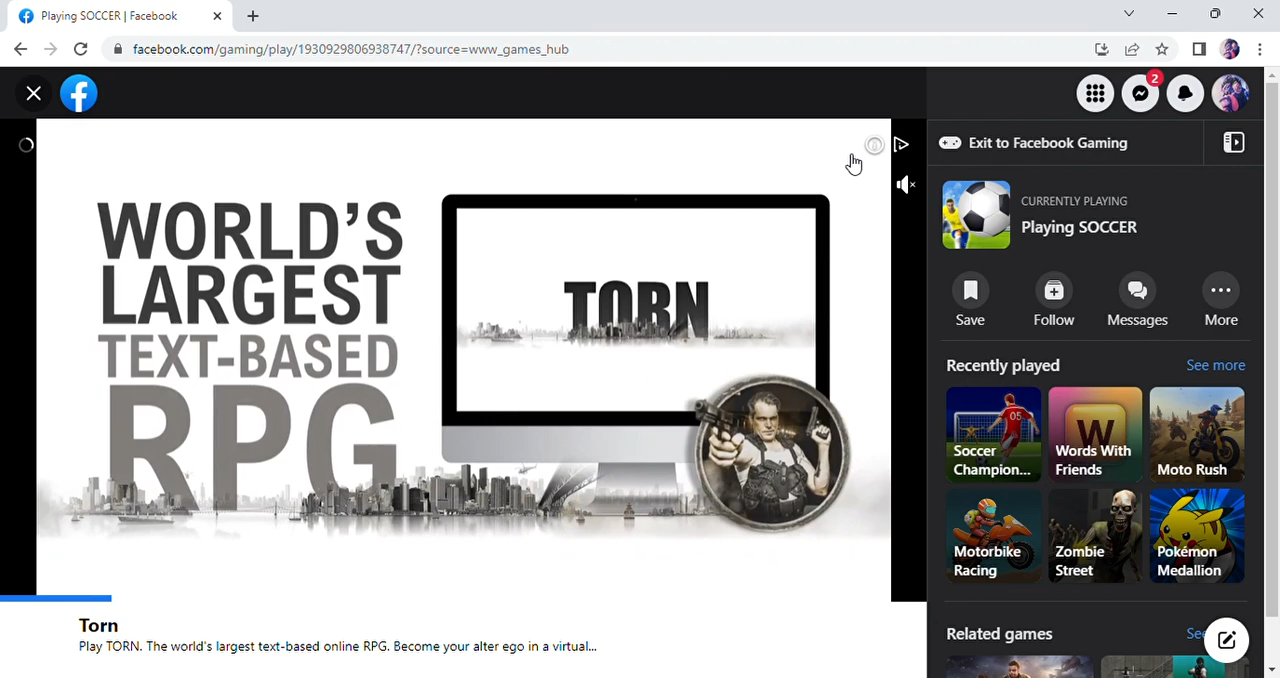 Playing SOCCER | Facebook
facebook.com/gaming/play/1930929806938747/?source=www_games_hub
2
Exit to Facebook Gaming
CURRENTLY PLAYING
Playing SOCCER
Save
Follow
Messages
More
Recently played
See more
05
Soccer
Champion...
W
Words With
Friends
Moto Rush
Motorbike
Racing
Zombie
Street
Pokémon
Medallion
Related games
WORLD'S
LARGEST
TEXT-BASED
RPG
TORN
Torn
Play TORN. The world's largest text-based online RPG. Become your alter ego in a virtual...